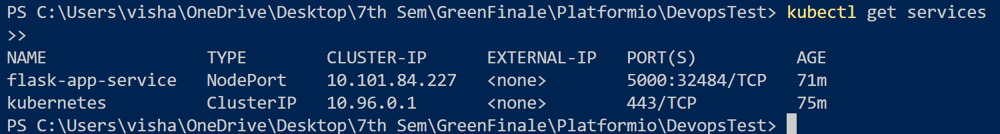 PS C:\Users\visha\OneDrive\Desktop\7th Sem\GreenFinale\Platformio\DevopsTest> kubectl get services
>>
NAME                TYPE        CLUSTER-IP      EXTERNAL-IP   PORT(S)          AGE
flask-app-service   NodePort    10.101.84.227   <none>        5000:32484/TCP   71m
kubernetes          ClusterIP   10.96.0.1       <none>        443/TCP          75m
PS C:\Users\visha\OneDrive\Desktop\7th Sem\GreenFinale\Platformio\DevopsTest>